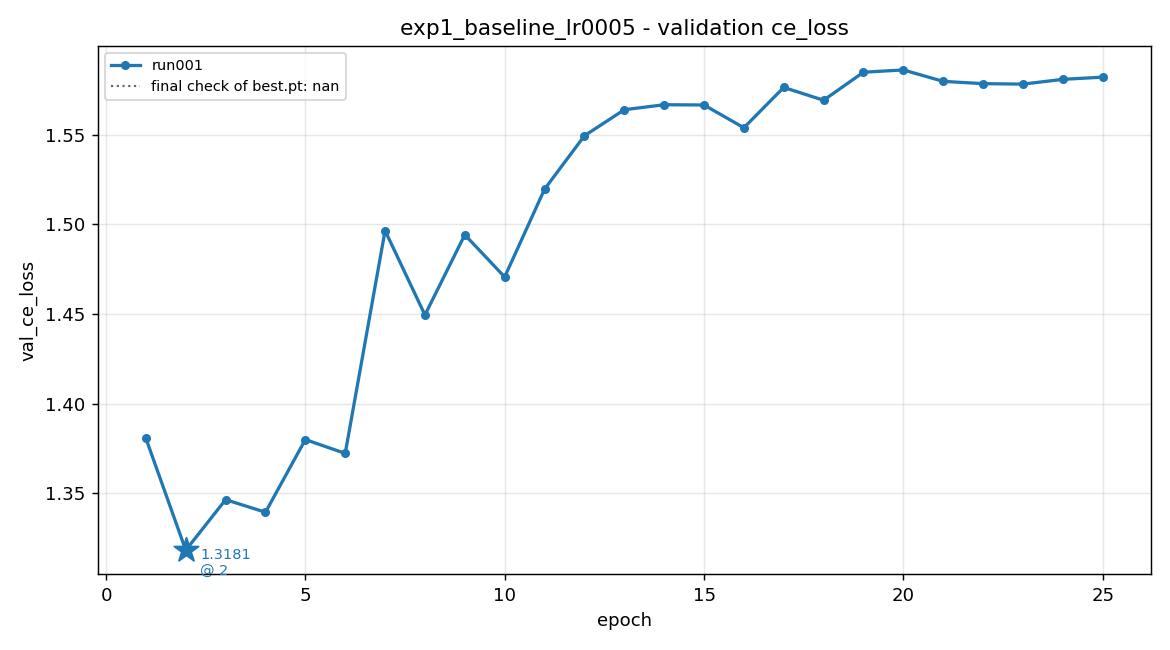 exp1_baseline_lr0005 - validation ce_loss
run001
final check of best.pt: nan
val_ce_loss
1.55
1.50
1.45
1.40
1.35
1.3181
@ 2
0 5 10 15 20 25
epoch